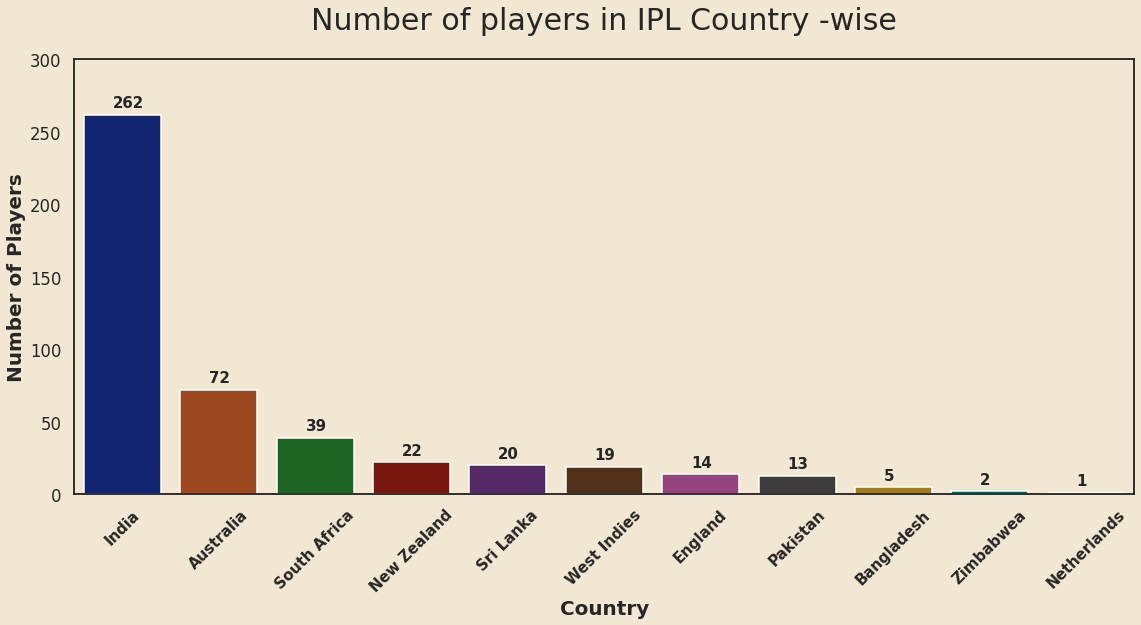 Number of players in IPL Country -wise
Number of Players
300
250
200
150
100
50
0
262
72
39
22
20
19
14
13
5
2
1
India
Australia
South Africa
New Zealand
Sri Lanka
West Indies
England
Pakistan
Bangladesh
Zimbabwea
Netherlands
Country